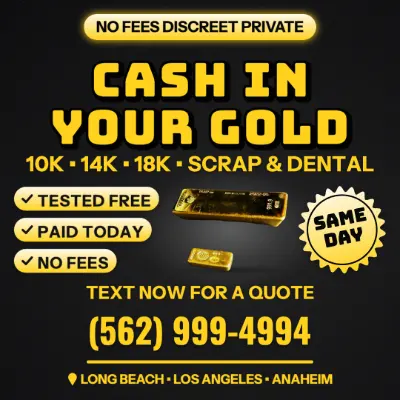 NO FEES DISCREET PRIVATE
CASH IN
YOUR GOLD
10K ▪ 14K ▪ 18K ▪ SCRAP & DENTAL
✓ TESTED FREE
✓ PAID TODAY
✓ NO FEES
SAME
DAY
TEXT NOW FOR A QUOTE
(562) 999-4994
LONG BEACH ▪ LOS ANGELES ▪ ANAHEIM